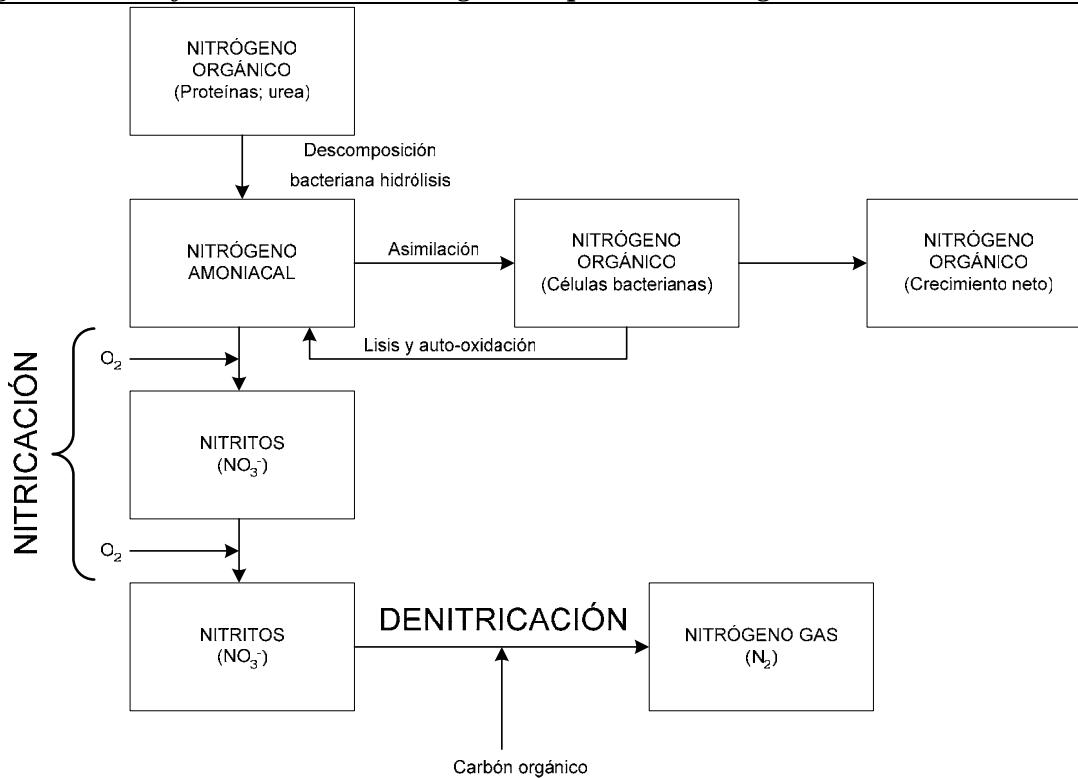 NITRÓGENO
ORGÁNICO
(Proteínas; urea)
Descomposición
bacteriana hidrólisis
NITRÓGENO
AMONIACAL
Asimilación
NITRÓGENO
ORGÁNICO
(Células bacterianas)
NITRÓGENO
ORGÁNICO
(Crecimiento neto)
Lisis y auto-oxidación
NITRICACIÓN
O₂
NITRITOS
(NO₃⁻)
O₂
NITRITOS
(NO₃⁻)
DENITRICACIÓN
NITRÓGENO GAS
(N₂)
Carbón orgánico